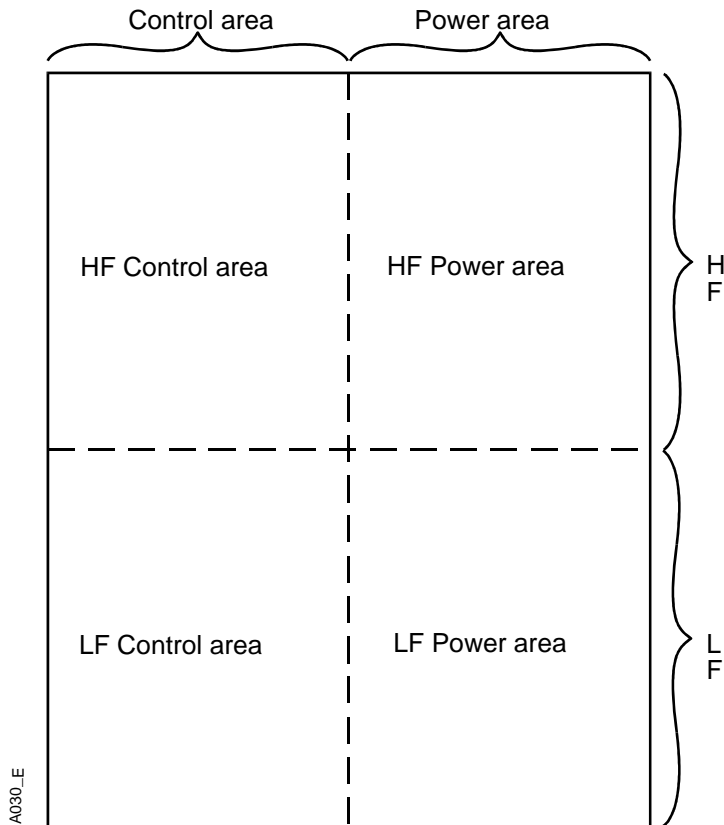 Control area
Power area
HF Control area
HF Power area
H
F
LF Control area
LF Power area
L
F
A030_E